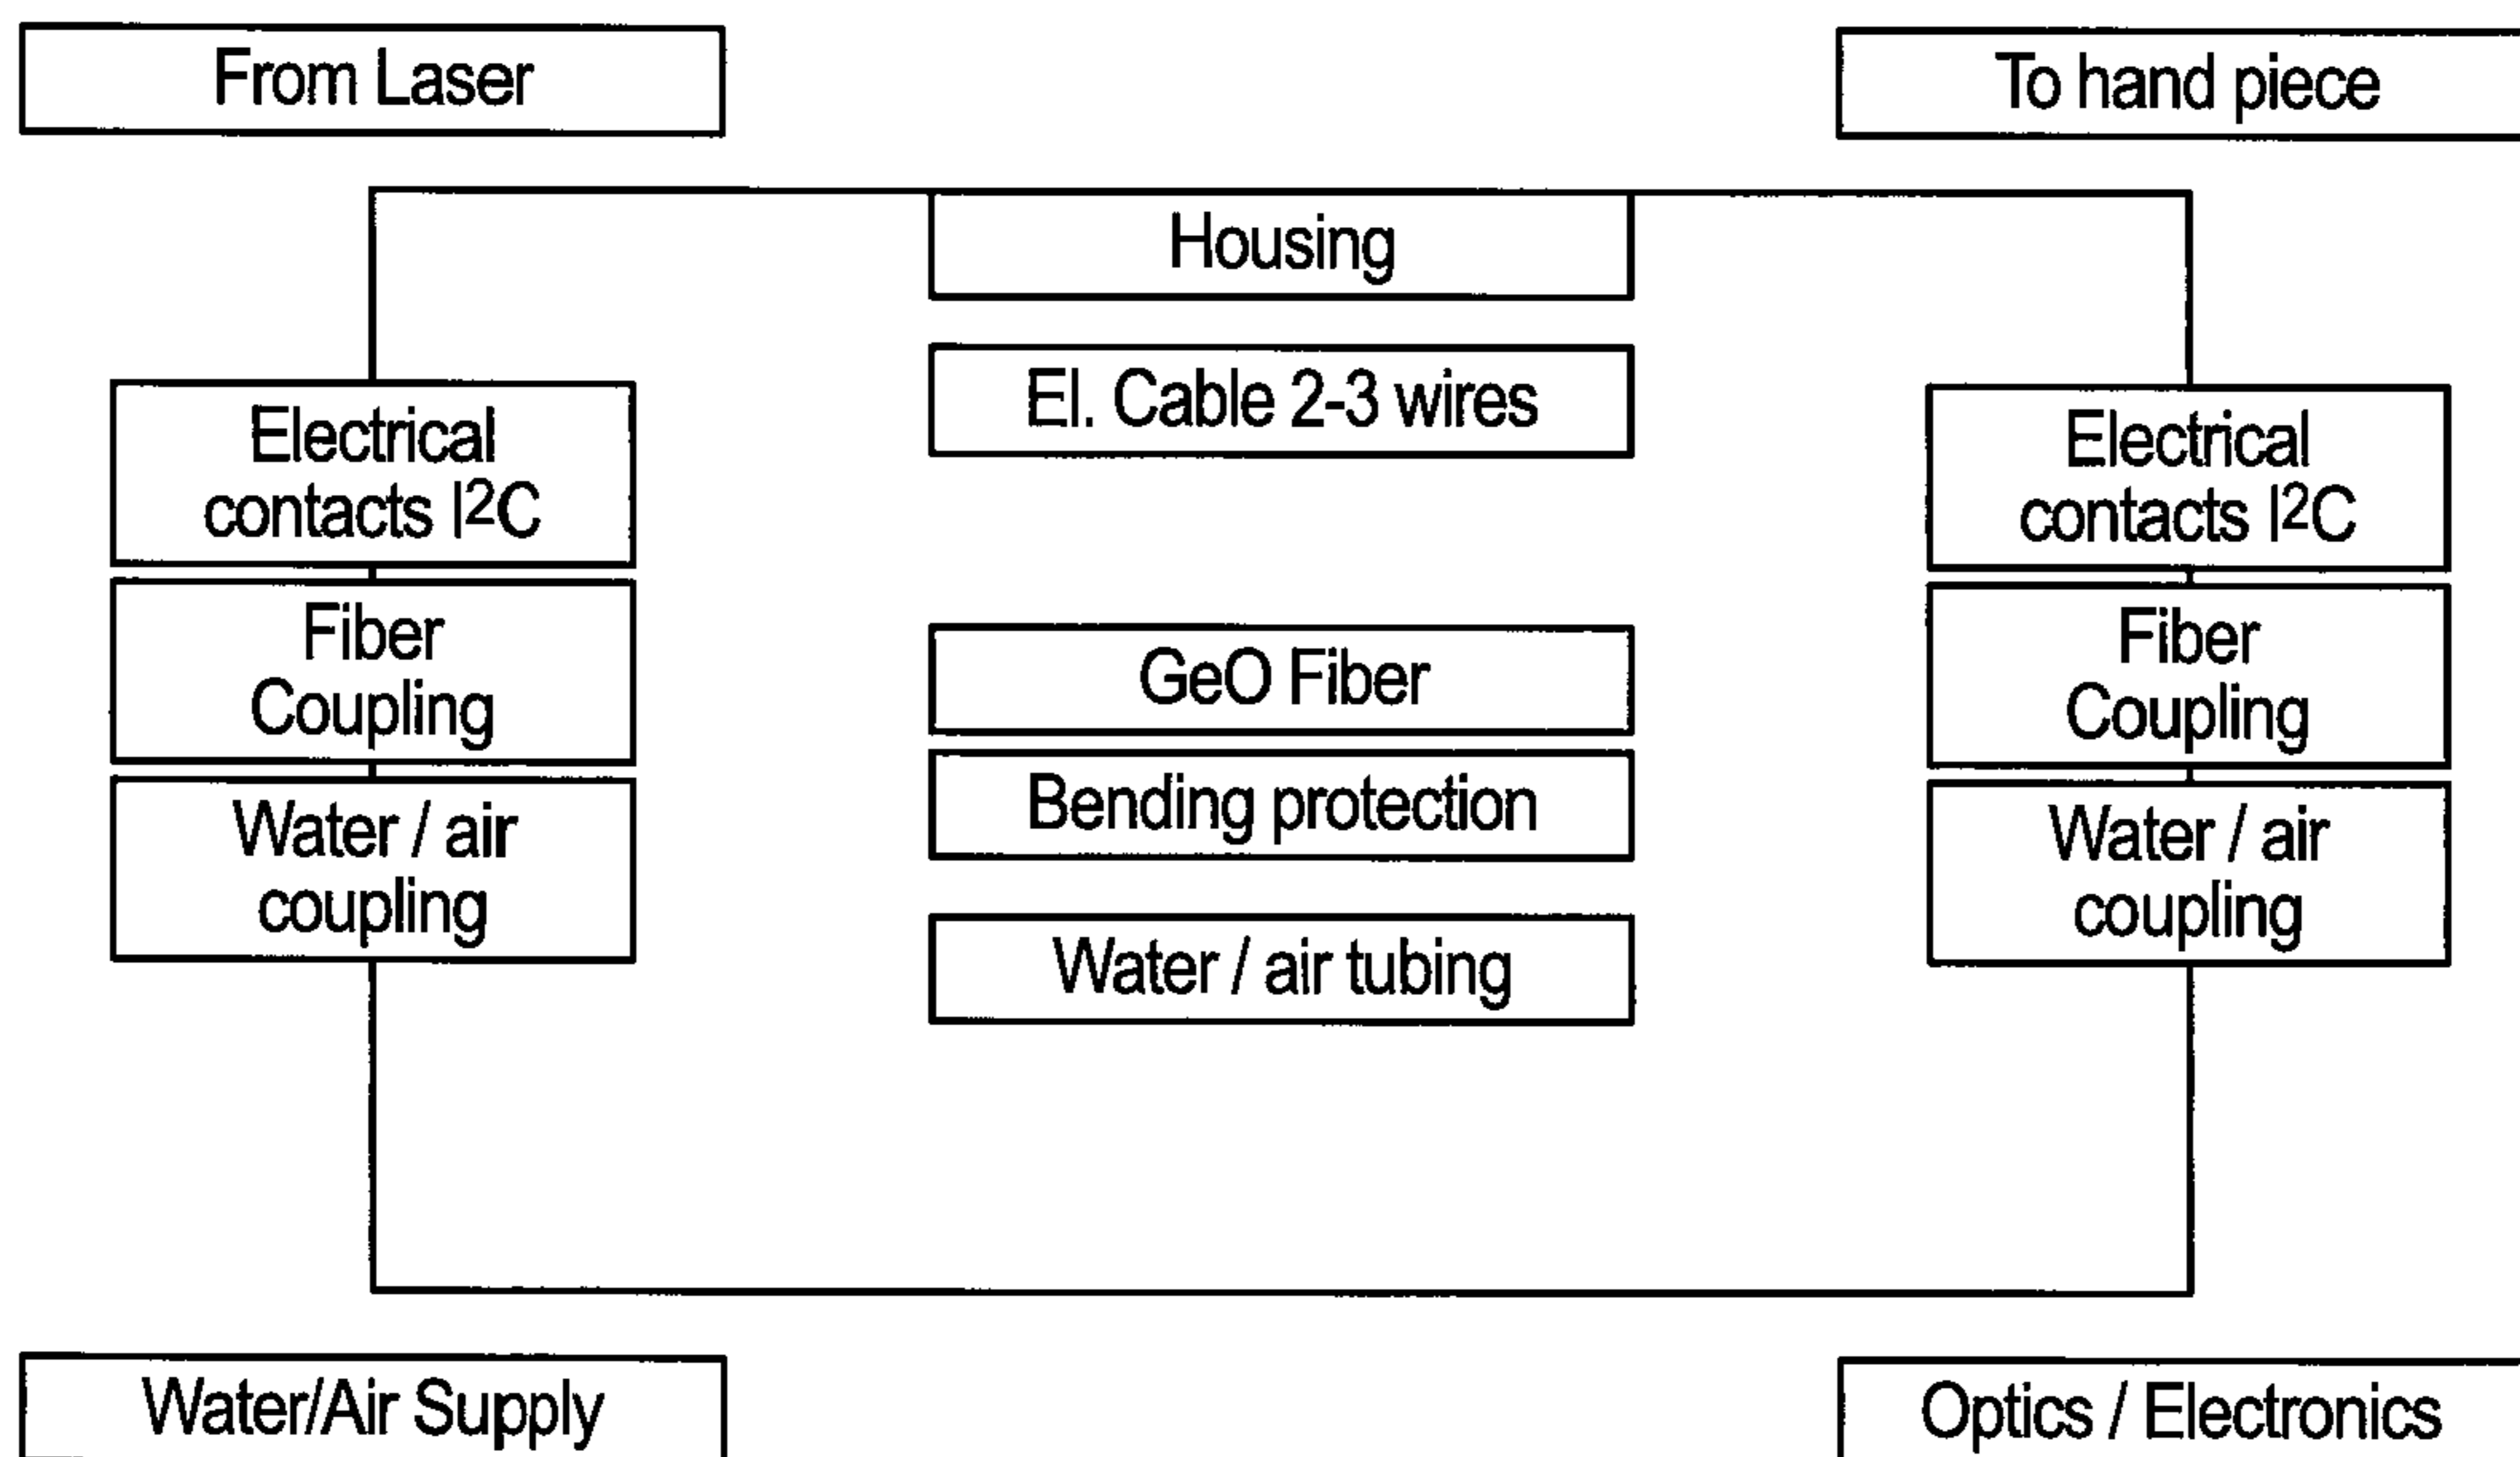 From Laser
To hand piece
Housing
El. Cable 2-3 wires
Electrical
contacts I²C
Electrical
contacts I²C
Fiber
Coupling
GeO Fiber
Fiber
Coupling
Bending protection
Water / air
coupling
Water / air
coupling
Water / air tubing
Water/Air Supply
Optics / Electronics